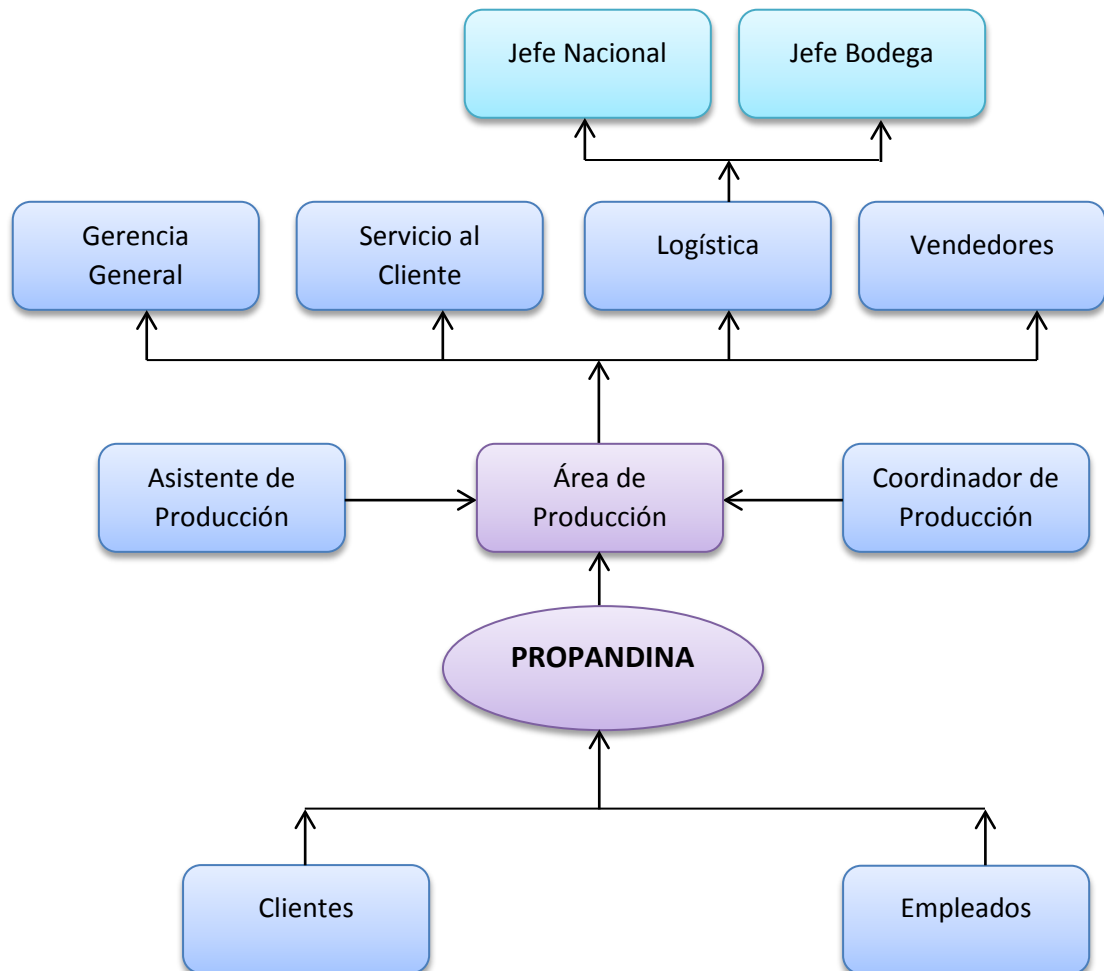 Jefe Nacional
Jefe Bodega
Gerencia
General
Servicio al
Cliente
Logística
Vendedores
Asistente de
Producción
Área de
Producción
Coordinador de
Producción
PROPANDINA
Clientes
Empleados